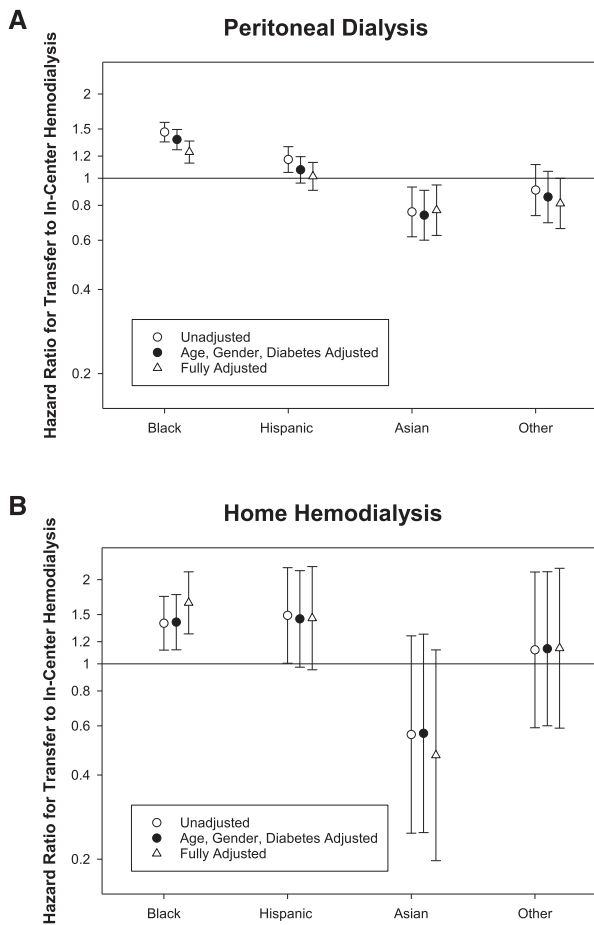 A
Peritoneal Dialysis
Hazard Ratio for Transfer to In-Center Hemodialysis
2
1.5
1.2
1
0.8
0.6
0.4
0.2
Unadjusted
Age, Gender, Diabetes Adjusted
Fully Adjusted
Black Hispanic Asian Other
B
Home Hemodialysis
Hazard Ratio for Transfer to In-Center Hemodialysis
2
1.5
1.2
1
0.8
0.6
0.4
0.2
Unadjusted
Age, Gender, Diabetes Adjusted
Fully Adjusted
Black Hispanic Asian Other